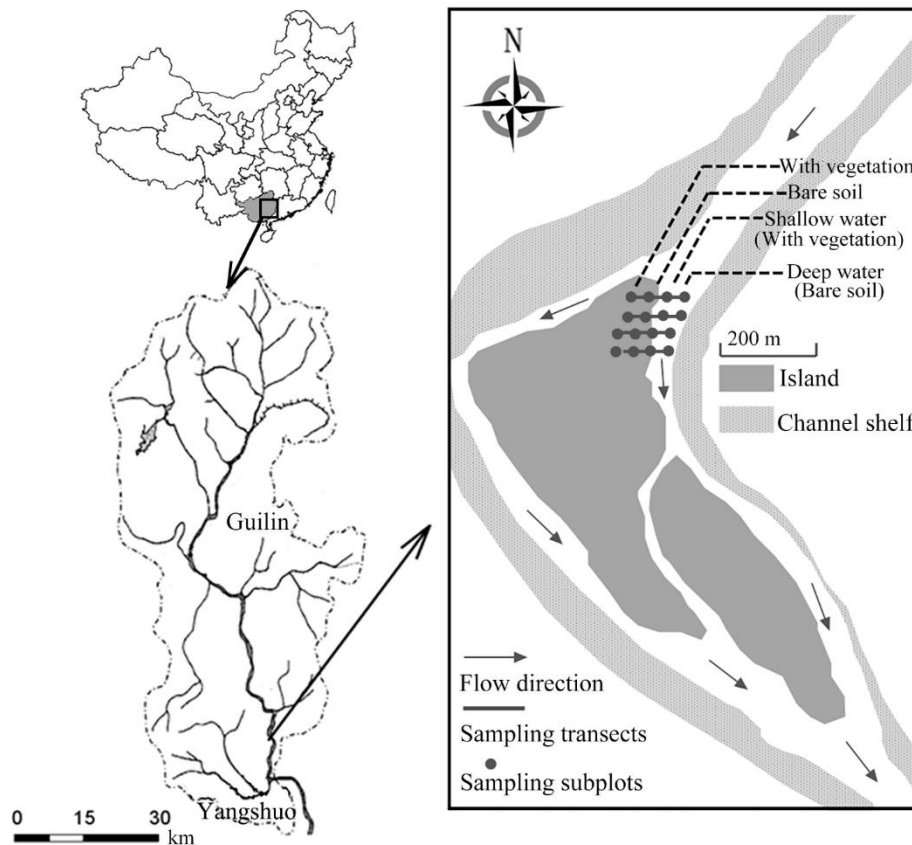 Guilin
Yangshuo
0 15 30
km
N
With vegetation
Bare soil
Shallow water
(With vegetation)
Deep water
(Bare soil)
200 m
Island
Channel shelf
Flow direction
Sampling transects
Sampling subplots